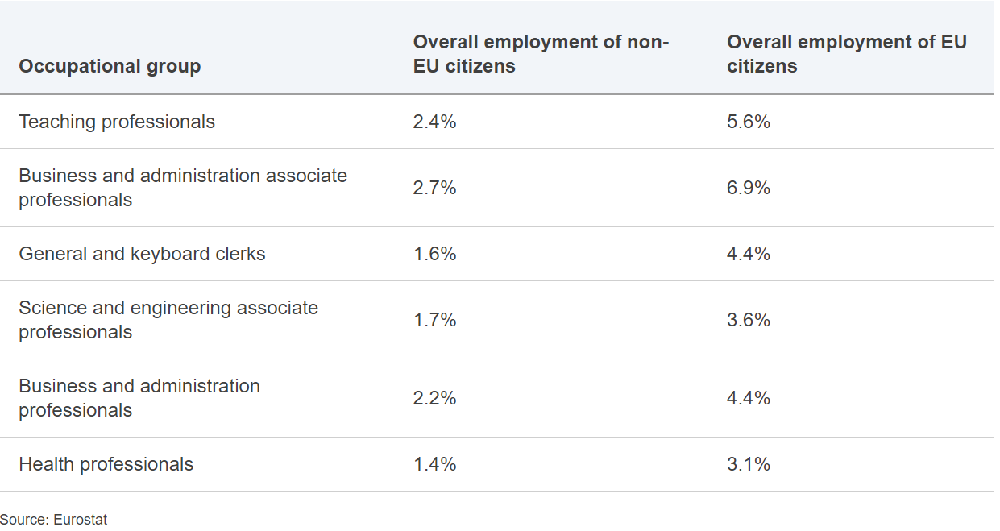 Occupational group
Overall employment of non-
EU citizens
Overall employment of EU
citizens
Teaching professionals
2.4%
5.6%
Business and administration associate
professionals
2.7%
6.9%
General and keyboard clerks
1.6%
4.4%
Science and engineering associate
professionals
1.7%
3.6%
Business and administration
professionals
2.2%
4.4%
Health professionals
1.4%
3.1%
Source: Eurostat